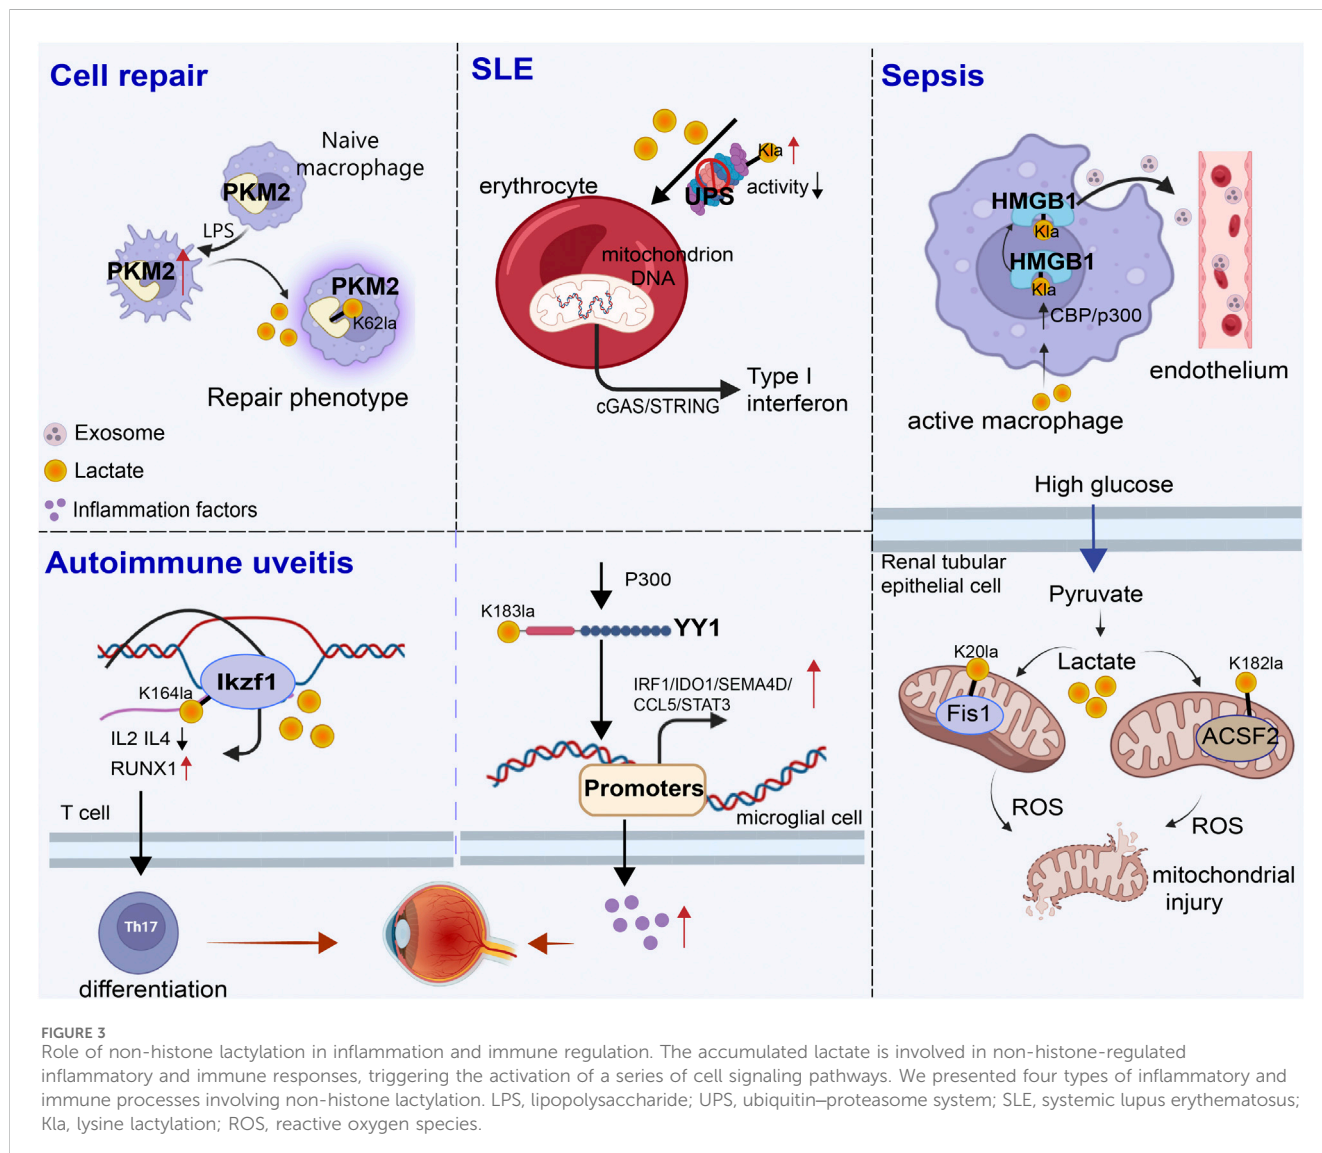 Cell repair
Naive
macrophage
PKM2
LPS
PKM2
PKM2
K62la
Repair phenotype
Exosome
Lactate
Inflammation factors
SLE
Kla
UPS
activity
erythrocyte
mitochondrion
DNA
cGAS/STRING
Type I
interferon
Sepsis
HMGB1
Kla
HMGB1
Kla
CBP/p300
endothelium
active macrophage
High glucose
Renal tubular
epithelial cell
Pyruvate
Lactate
K20la
Fis1
K182la
ACSF2
ROS
ROS
mitochondrial
injury
Autoimmune uveitis
Ikzf1
K164la
IL2 IL4
RUNX1
T cell
Th17
differentiation
P300
K183la
YY1
IRF1/IDO1/SEMA4D/
CCL5/STAT3
Promoters
microglial cell
FIGURE 3
Role of non-histone lactylation in inflammation and immune regulation. The accumulated lactate is involved in non-histone-regulated
inflammatory and immune responses, triggering the activation of a series of cell signaling pathways. We presented four types of inflammatory and
immune processes involving non-histone lactylation. LPS, lipopolysaccharide; UPS, ubiquitin–proteasome system; SLE, systemic lupus erythematosus;
Kla, lysine lactylation; ROS, reactive oxygen species.